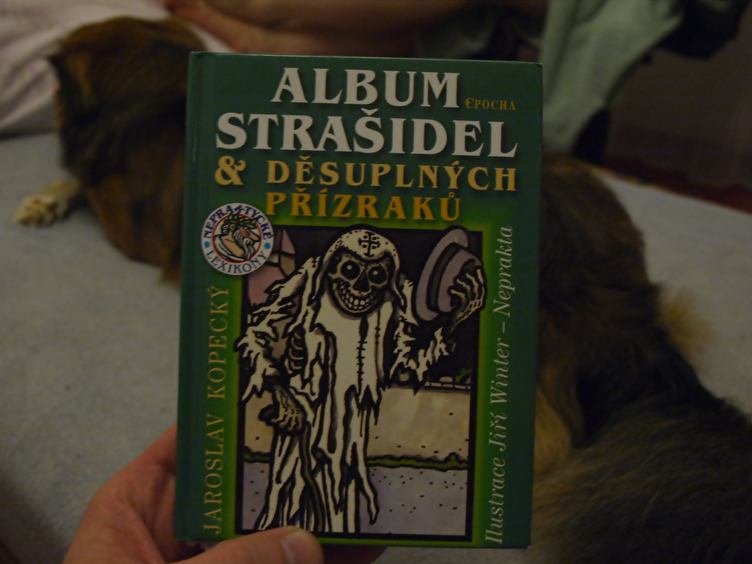 ALBUM
EPOCHA
STRAŠIDEL
& DĚSUPLNÝCH
PŘÍZRAKŮ
NEPRAKTICKÉ
LEXIKONY
JAROSLAV KOPECKÝ
Ilustrace Jiří Winter – Neprakta